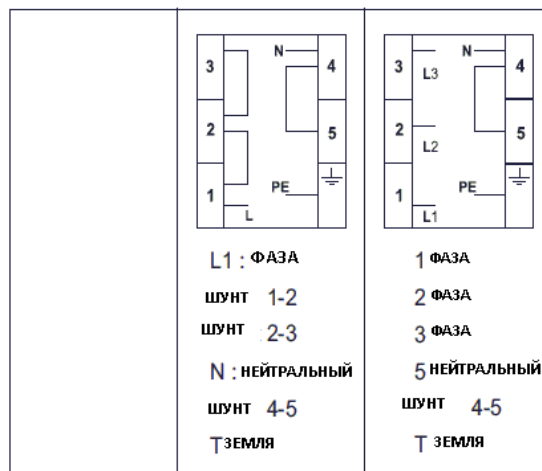 3
2
1
N
4
5
PE
L
L1 : ФАЗА
ШУНТ 1-2
ШУНТ 2-3
N : НЕЙТРАЛЬНЫЙ
ШУНТ 4-5
T ЗЕМЛЯ
3
2
1
L3
L2
L1
N
4
5
PE
1 ФАЗА
2 ФАЗА
3 ФАЗА
5 НЕЙТРАЛЬНЫЙ
ШУНТ 4-5
T ЗЕМЛЯ